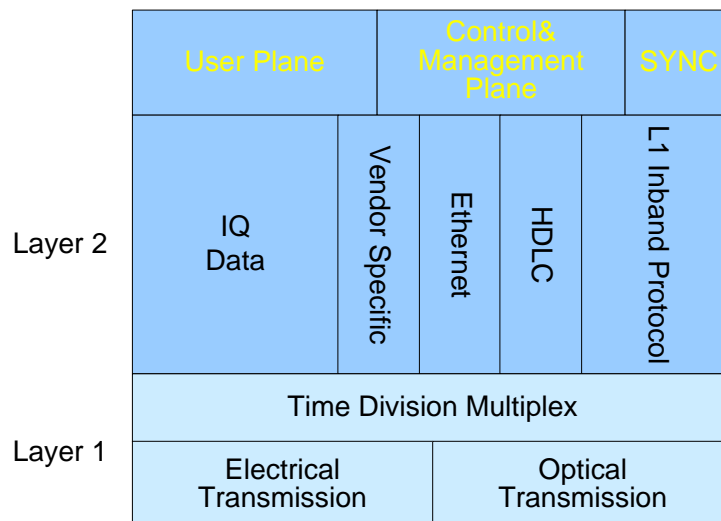 User Plane
Control&
Management
Plane
SYNC
Layer 2
IQ
Data
Vendor Specific
Ethernet
HDLC
L1 Inband Protocol
Layer 1
Time Division Multiplex
Electrical
Transmission
Optical
Transmission